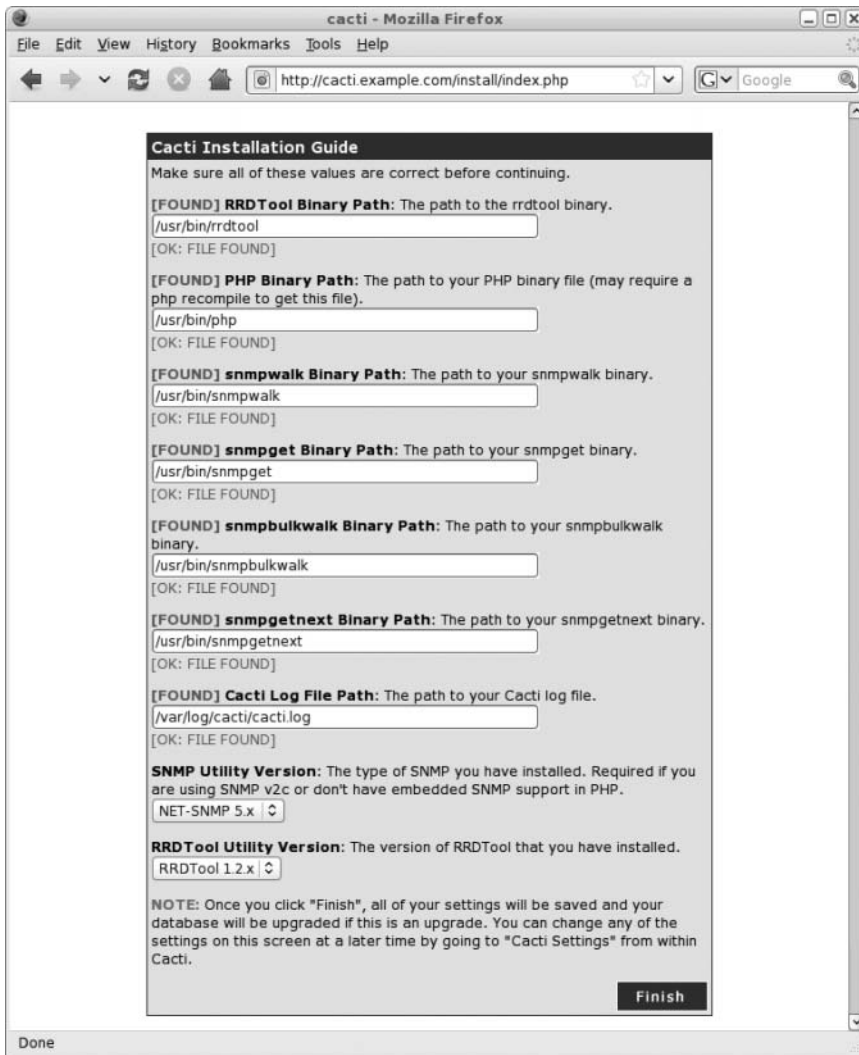 cacti - Mozilla Firefox
File Edit View History Bookmarks Tools Help
http://cacti.example.com/install/index.php
G Google
Cacti Installation Guide
Make sure all of these values are correct before continuing.
[FOUND] RRDTool Binary Path: The path to the rrdtool binary.
/usr/bin/rrdtool
[OK: FILE FOUND]
[FOUND] PHP Binary Path: The path to your PHP binary file (may require a
php recompile to get this file).
/usr/bin/php
[OK: FILE FOUND]
[FOUND] snmpwalk Binary Path: The path to your snmpwalk binary.
/usr/bin/snmpwalk
[OK: FILE FOUND]
[FOUND] snmpget Binary Path: The path to your snmpget binary.
/usr/bin/snmpget
[OK: FILE FOUND]
[FOUND] snmpbulkwalk Binary Path: The path to your snmpbulkwalk
binary.
/usr/bin/snmpbulkwalk
[OK: FILE FOUND]
[FOUND] snmpgetnext Binary Path: The path to your snmpgetnext binary.
/usr/bin/snmpgetnext
[OK: FILE FOUND]
[FOUND] Cacti Log File Path: The path to your Cacti log file.
/var/log/cacti/cacti.log
[OK: FILE FOUND]
SNMP Utility Version: The type of SNMP you have installed. Required if you
are using SNMP v2c or don't have embedded SNMP support in PHP.
NET-SNMP 5.x
RRDTool Utility Version: The version of RRDTool that you have installed.
RRDTool 1.2.x
NOTE: Once you click "Finish", all of your settings will be saved and your
database will be upgraded if this is an upgrade. You can change any of the
settings on this screen at a later time by going to "Cacti Settings" from within
Cacti.
Finish
Done